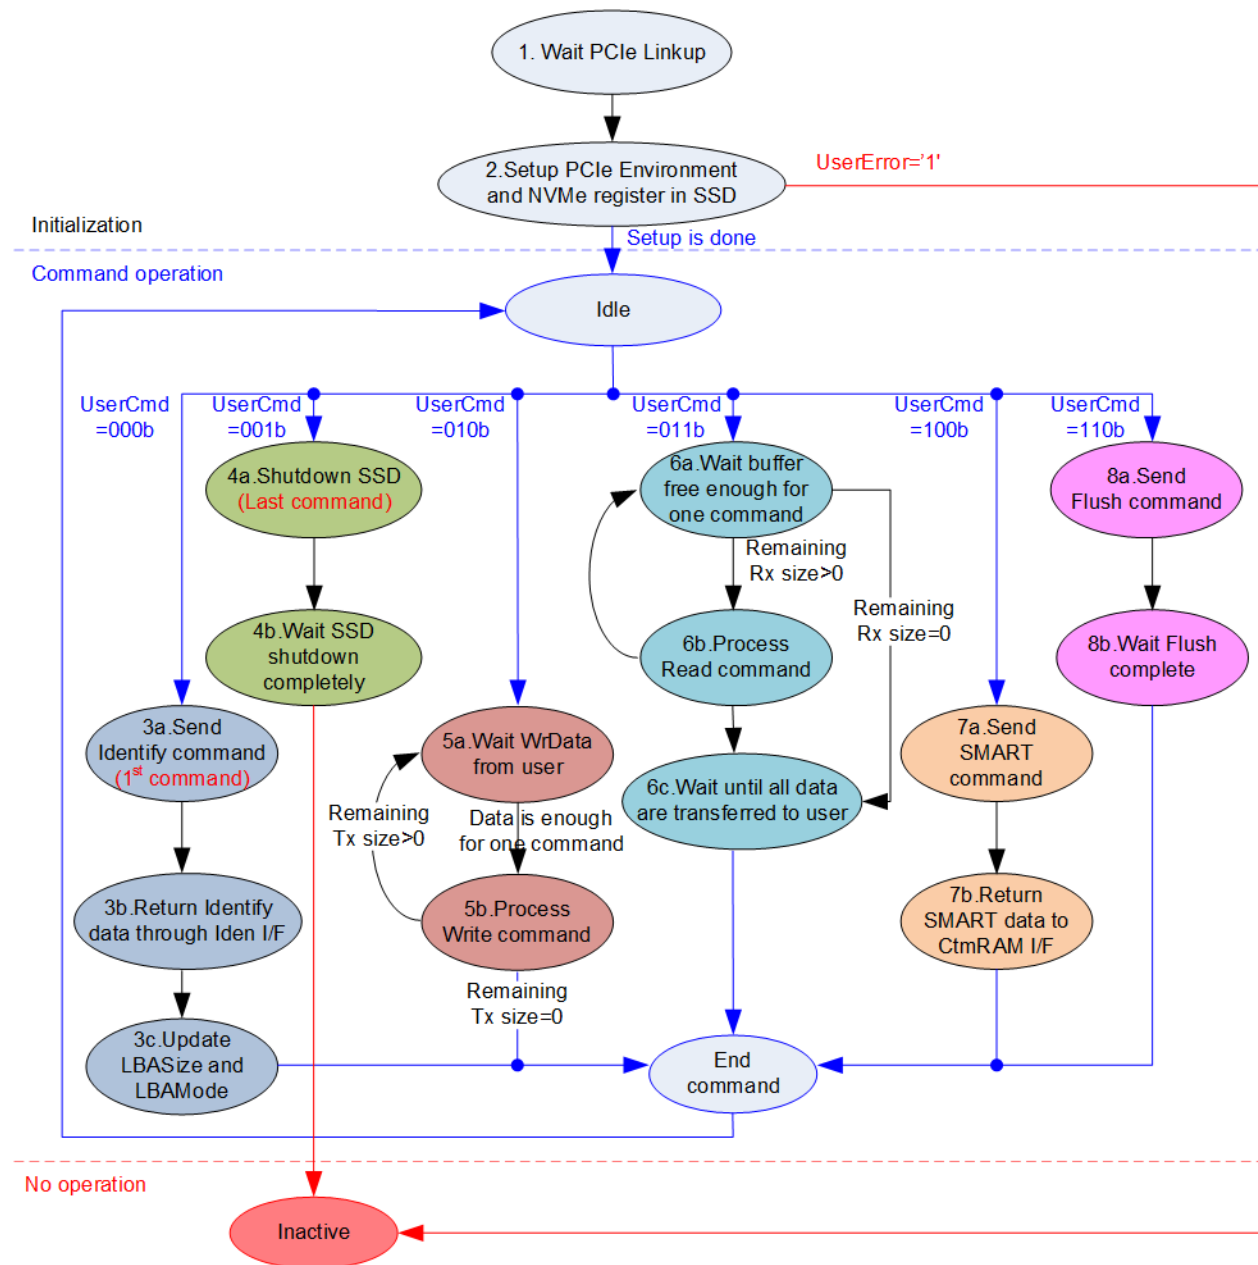 1. Wait PCIe Linkup
2.Setup PCIe Environment
and NVMe register in SSD
UserError='1'
Initialization
Setup is done
Command operation
Idle
UserCmd
=000b
UserCmd
=001b
UserCmd
=010b
UserCmd
=011b
UserCmd
=100b
UserCmd
=110b
4a.Shutdown SSD
(Last command)
6a.Wait buffer
free enough for
one command
8a.Send
Flush command
Remaining
Rx size>0
Remaining
Rx size=0
4b.Wait SSD
shutdown
completely
6b.Process
Read command
8b.Wait Flush
complete
3a.Send
Identify command
(1st command)
5a.Wait WrData
from user
7a.Send
SMART
command
6c.Wait until all data
are transferred to user
Remaining
Tx size>0
Data is enough
for one command
3b.Return Identify
data through Iden I/F
5b.Process
Write command
7b.Return
SMART data to
CtmRAM I/F
Remaining
Tx size=0
3c.Update
LBASize and
LBAMode
End
command
No operation
Inactive